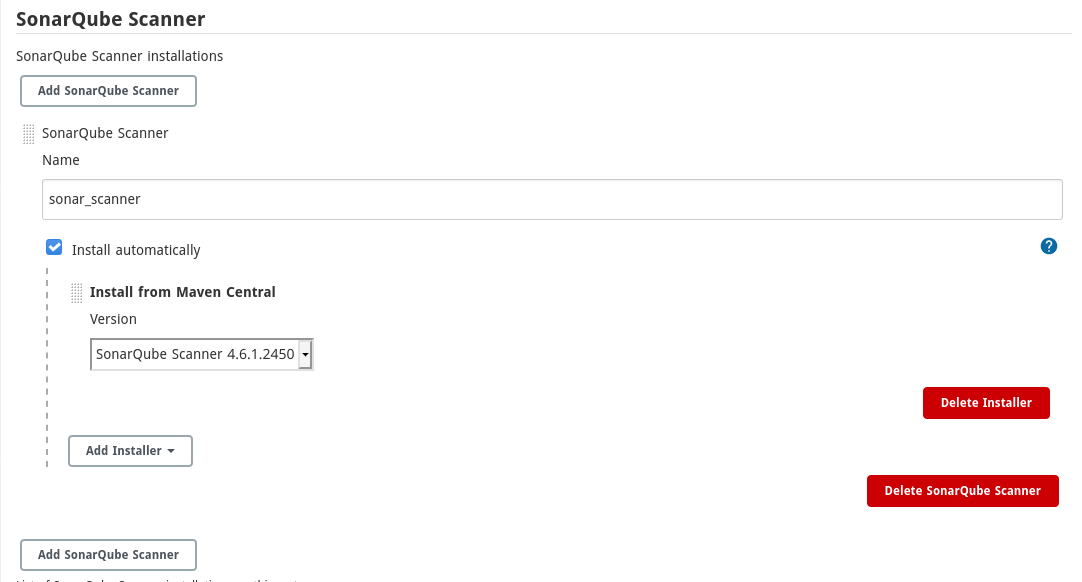 SonarQube Scanner
SonarQube Scanner installations
Add SonarQube Scanner
SonarQube Scanner
Name
sonar_scanner
Install automatically
?
Install from Maven Central
Version
SonarQube Scanner 4.6.1.2450
Delete Installer
Add Installer
Delete SonarQube Scanner
Add SonarQube Scanner